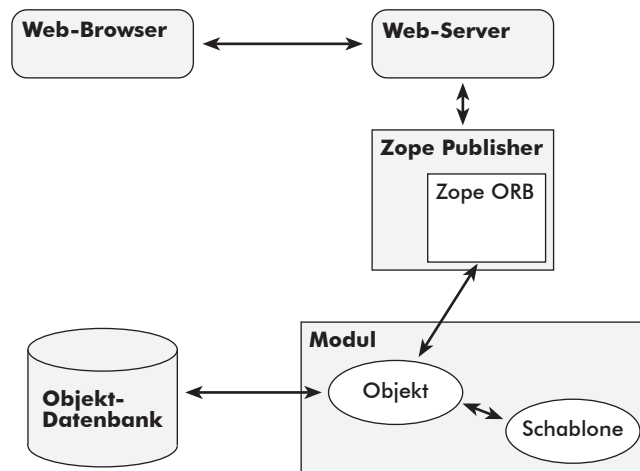 Web-Browser
Web-Server
Zope Publisher
Zope ORB
Modul
Objekt
Objekt-
Datenbank
Schablone